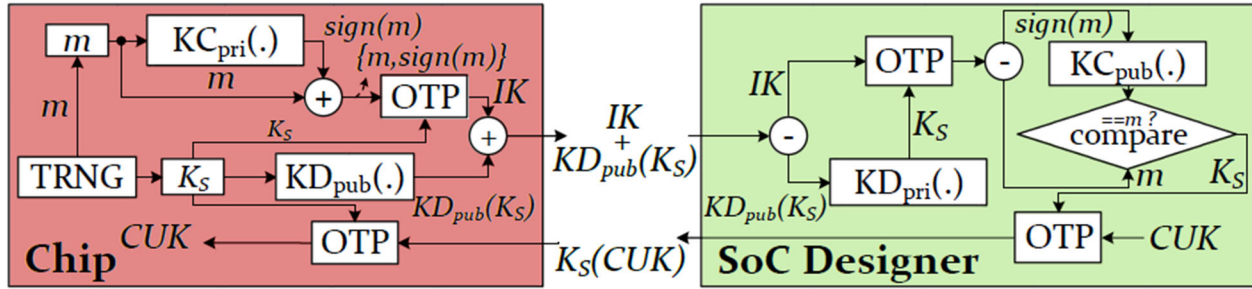 m
KC_pri(.)
sign(m)
{m,sign(m)}
m
m
+
OTP
IK
K_S
+
TRNG
K_S
KD_pub(.)
KD_pub(K_S)
OTP
CUK
Chip
IK
+
KD_pub(K_S)
K_S(CUK)
sign(m)
OTP
-
KC_pub(.)
IK
K_S
==m ?
compare
-
KD_pri(.)
m
K_S
KD_pub(K_S)
OTP
CUK
SoC Designer